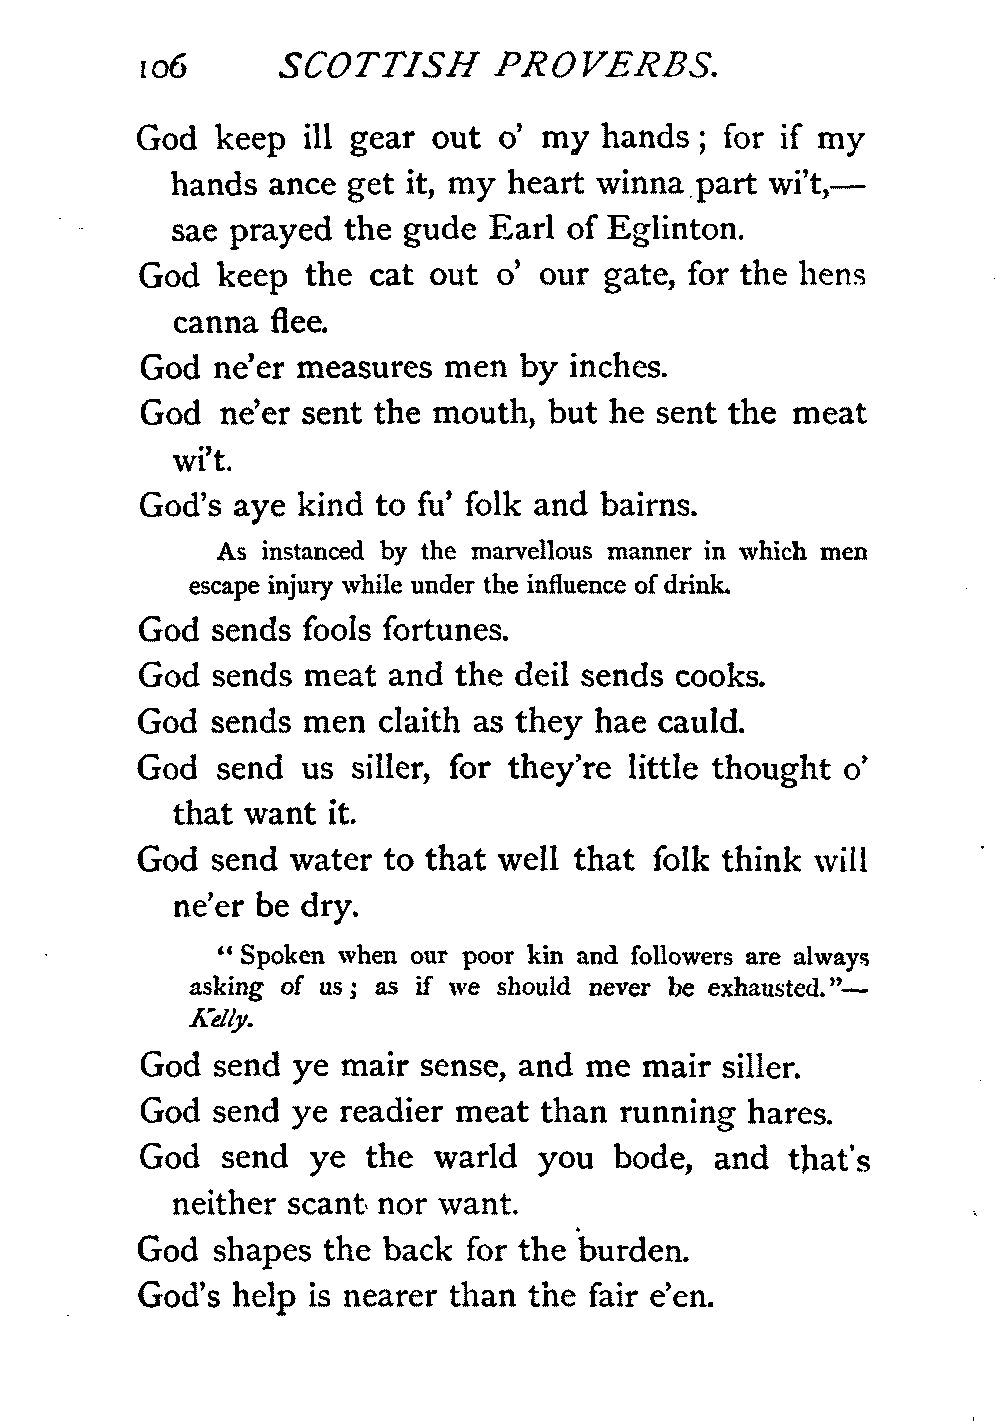 106 SCOTTISH PROVERBS.
God keep ill gear out o' my hands; for if my
hands ance get it, my heart winna part wi't,—
sae prayed the gude Earl of Eglinton.
God keep the cat out o' our gate, for the hens
canna flee.
God ne'er measures men by inches.
God ne'er sent the mouth, but he sent the meat
wi't.
God's aye kind to fu' folk and bairns.
As instanced by the marvellous manner in which men
escape injury while under the influence of drink.
God sends fools fortunes.
God sends meat and the deil sends cooks.
God sends men claith as they hae cauld.
God send us siller, for they're little thought o'
that want it.
God send water to that well that folk think will
ne'er be dry.
"Spoken when our poor kin and followers are always
asking of us; as if we should never be exhausted."—
Kelly.
God send ye mair sense, and me mair siller.
God send ye readier meat than running hares.
God send ye the warld you bode, and that's
neither scant nor want.
God shapes the back for the burden.
God's help is nearer than the fair e'en.